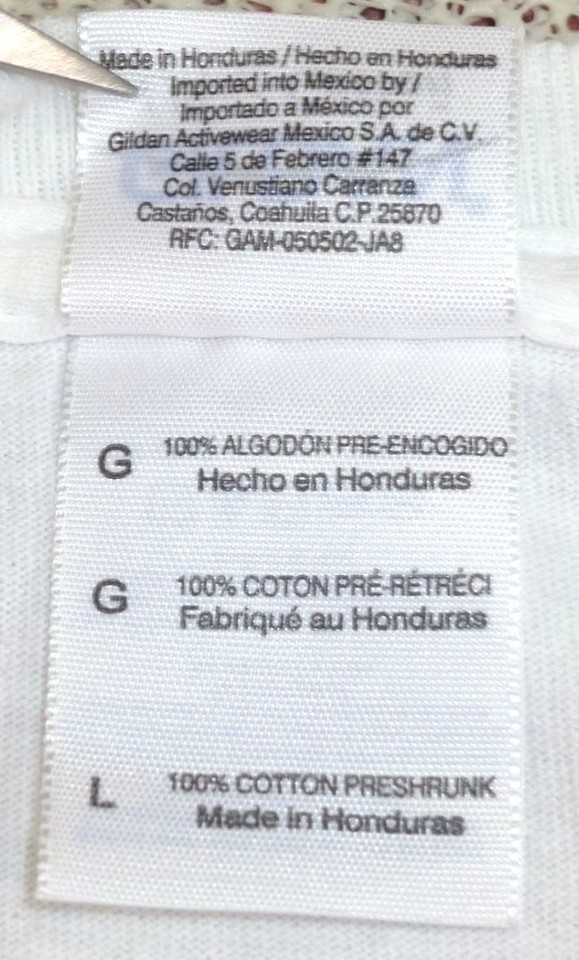 Made in Honduras / Hecho en Honduras
Imported into Mexico by /
Importado a México por
Gildan Activewear Mexico S.A. de C.V.
Calle 5 de Febrero #147
Col. Venustiano Carranza
Castaños, Coahuila C.P. 25870
RFC: GAM-050502-JA8
G 100% ALGODÓN PRE-ENCOGIDO
Hecho en Honduras
G 100% COTON PRÉ-RÉTRÉCI
Fabriqué au Honduras
L 100% COTTON PRESHRUNK
Made in Honduras